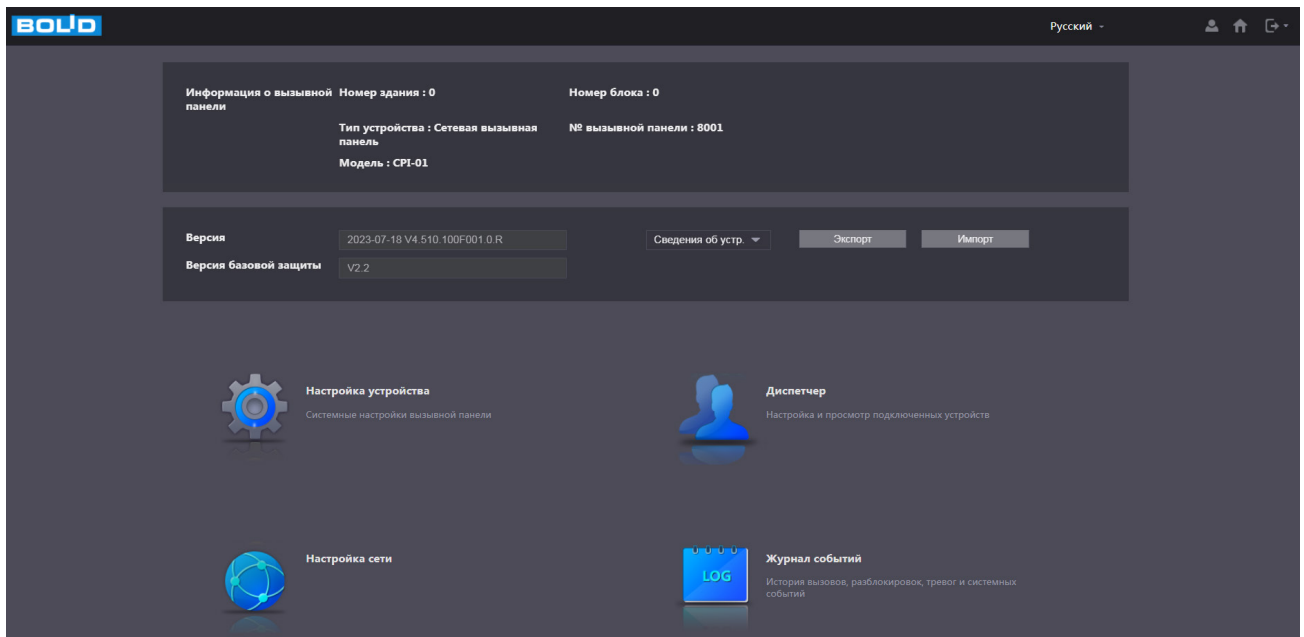 BOLID
Русский
Информация о вызывной панели
Номер здания : 0
Номер блока : 0
Тип устройства : Сетевая вызывная панель
№ вызывной панели : 8001
Модель : CPI-01
Версия
2023-07-18 V4.510.100F001.0.R
Сведения об устр.
Экспорт
Импорт
Версия базовой защиты
V2.2
Настройка устройства
Системные настройки вызывной панели
Диспетчер
Настройка и просмотр подключенных устройств
Настройка сети
LOG
Журнал событий
История вызовов, разблокировок, тревог и системных
событий